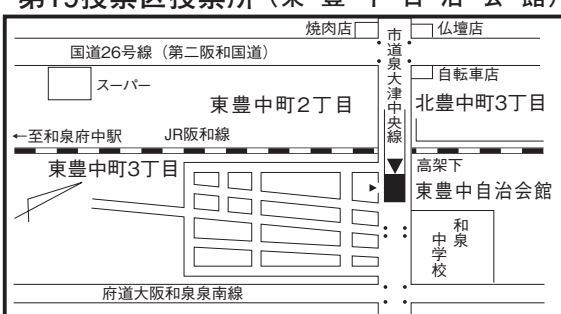 第19投票区投票所（東豊中自治会館）
焼肉店
仏壇店
国道26号線（第二阪和国道）
市道泉大津中央線
スーパー
自転車店
東豊中町2丁目
北豊中町3丁目
←至和泉府中駅
JR阪和線
東豊中町3丁目
高架下
東豊中自治会館
和泉中学校
府道大阪和泉泉南線